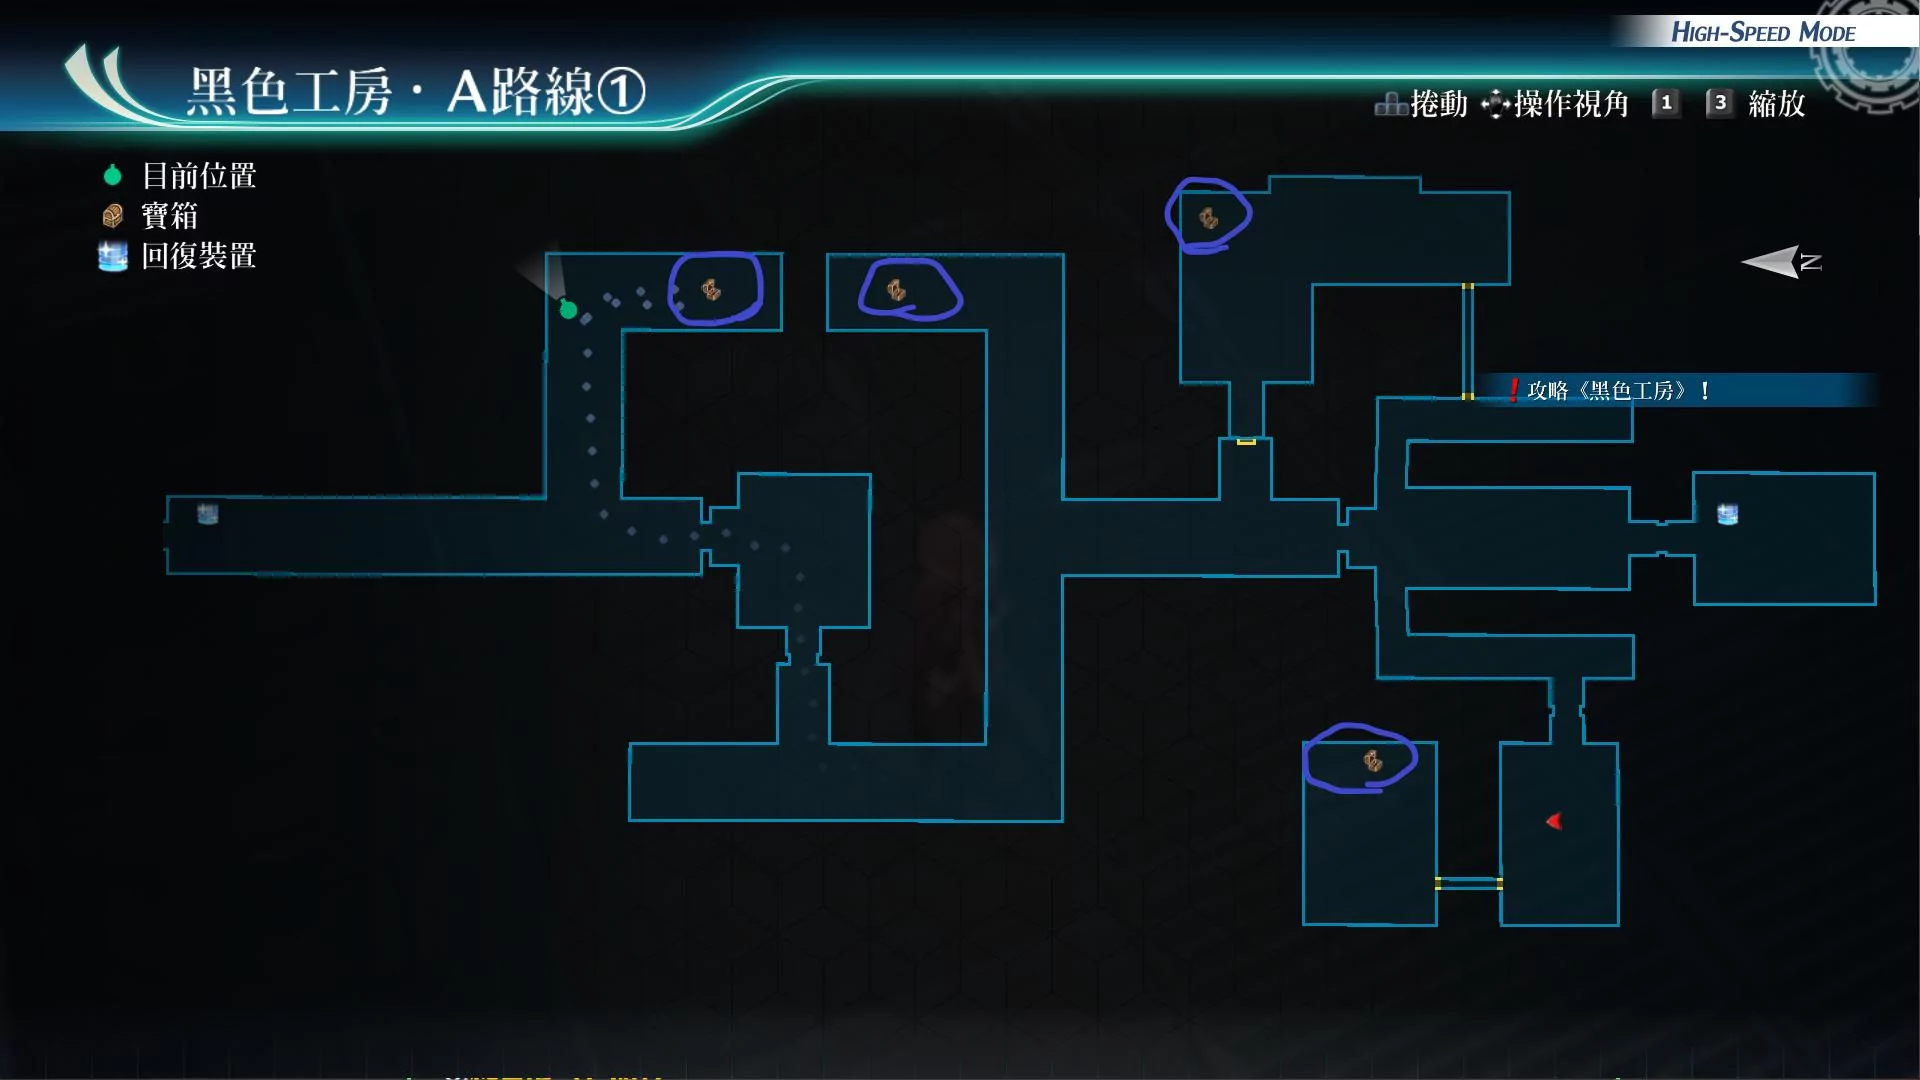 HIGH-SPEED MODE
黑色工房・A路線①
捲動 操作視角 1 3 縮放
目前位置
寶箱
回復裝置
N
! 攻略《黑色工房》!